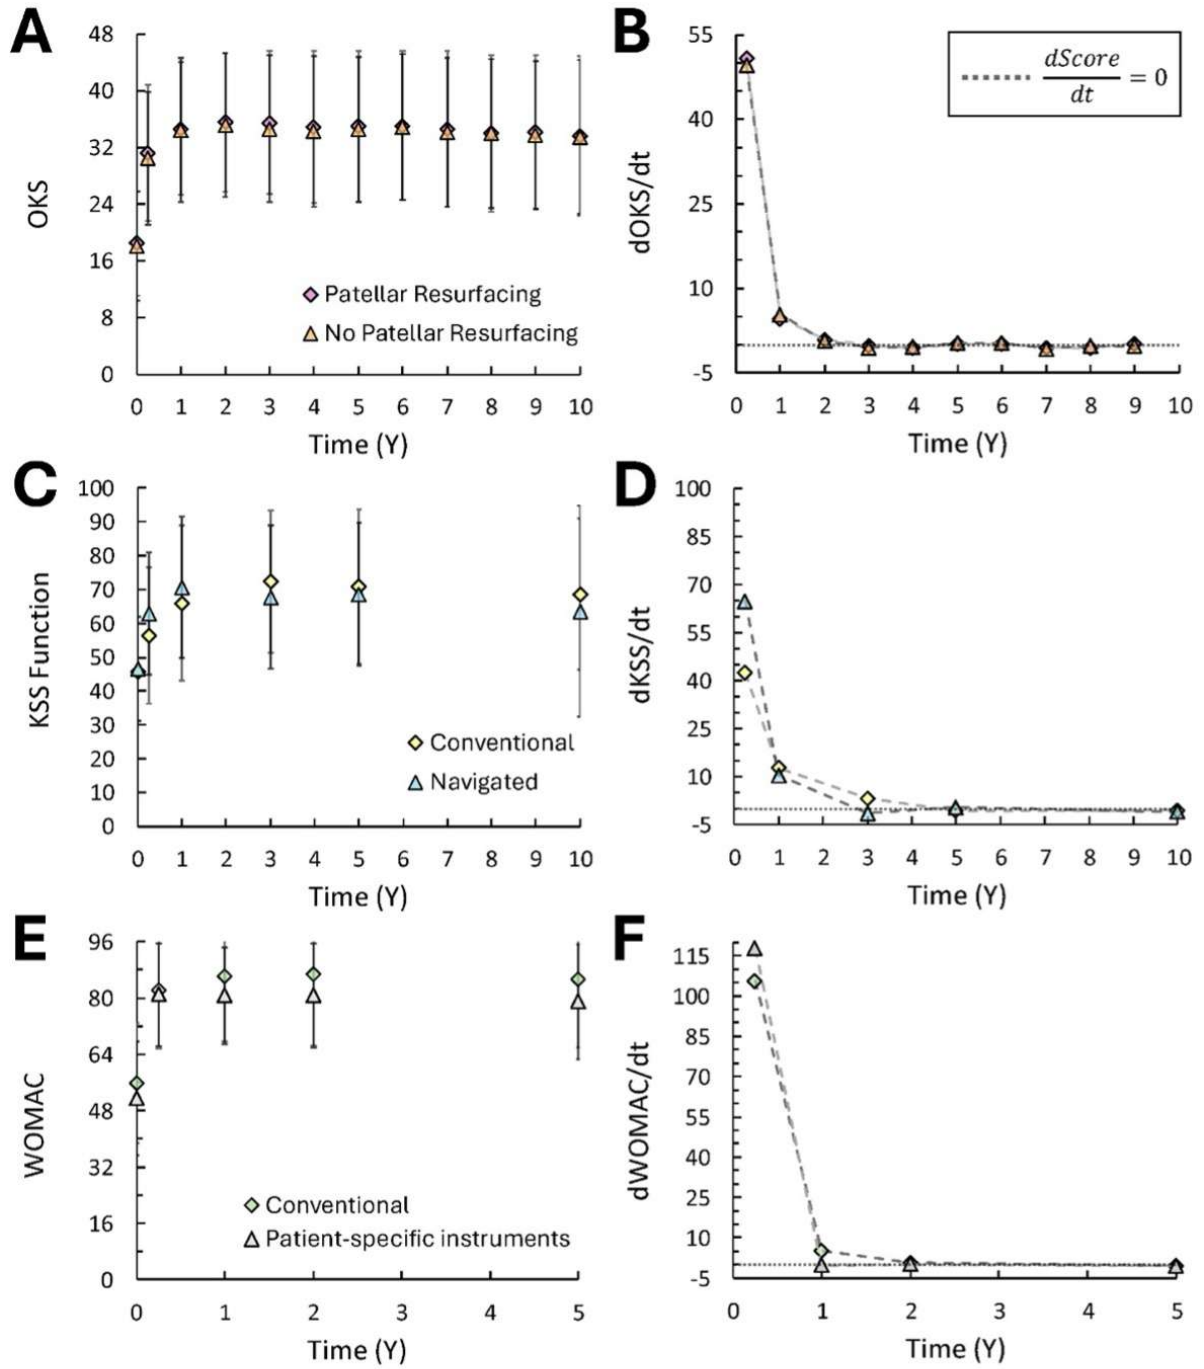 A
48
40
32
24
16
8
0
OKS
Patellar Resurfacing
No Patellar Resurfacing
0 1 2 3 4 5 6 7 8 9 10
Time (Y)
B
55
40
25
10
-5
dOKS/dt
dScore
dt
= 0
0 1 2 3 4 5 6 7 8 9 10
Time (Y)
C
100
90
80
70
60
50
40
30
20
10
0
KSS Function
Conventional
Navigated
0 1 2 3 4 5 6 7 8 9 10
Time (Y)
D
100
85
70
55
40
25
10
-5
dKSS/dt
0 1 2 3 4 5 6 7 8 9 10
Time (Y)
E
96
80
64
48
32
16
0
WOMAC
Conventional
Patient-specific instruments
0 1 2 3 4 5
Time (Y)
F
115
100
85
70
55
40
25
10
-5
dWOMAC/dt
0 1 2 3 4 5
Time (Y)